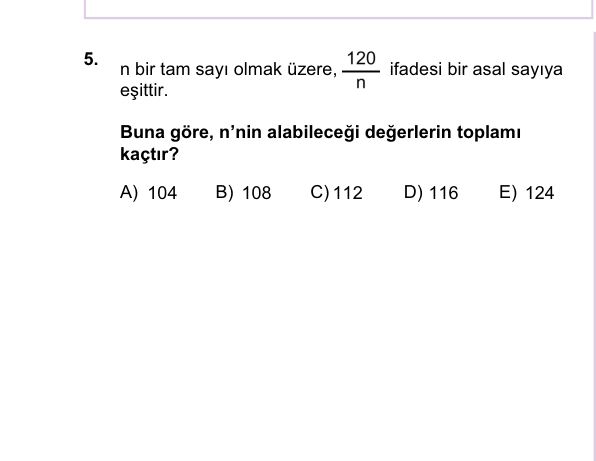 5.
n bir tam sayı olmak üzere, 120/n ifadesi bir asal sayıya
eşittir.
Buna göre, n’nin alabileceği değerlerin toplamı
kaçtır?
A) 104 B) 108 C) 112 D) 116 E) 124